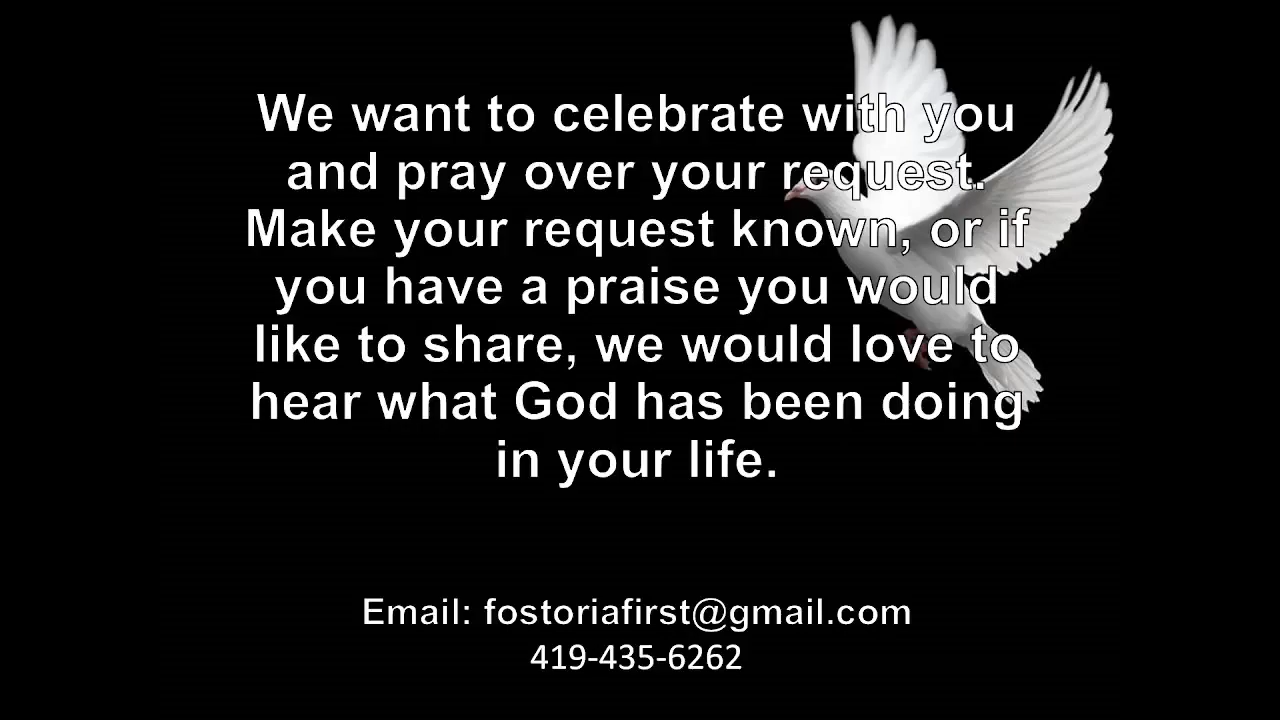 We want to celebrate with you
and pray over your request.
Make your request known, or if
you have a praise you would
like to share, we would love to
hear what God has been doing
in your life.
Email: fostoriafirst@gmail.com
419-435-6262